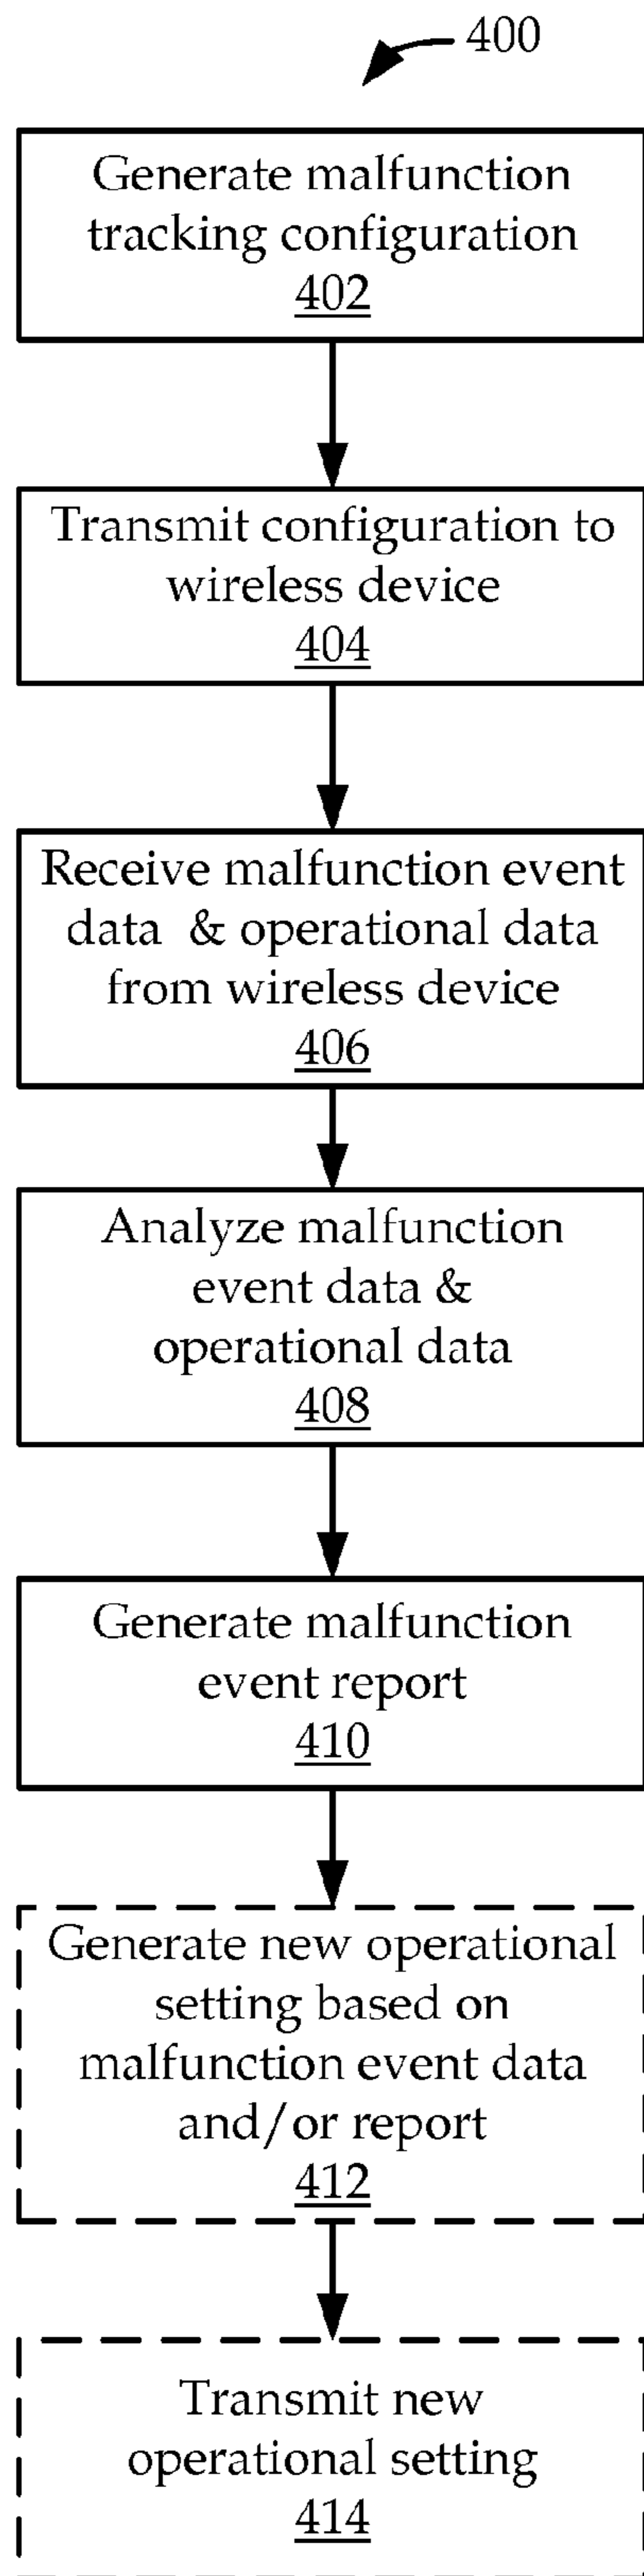 400
Generate malfunction
tracking configuration
402
Transmit configuration to
wireless device
404
Receive malfunction event
data & operational data
from wireless device
406
Analyze malfunction
event data &
operational data
408
Generate malfunction
event report
410
Generate new operational
setting based on
malfunction event data
and/or report
412
Transmit new
operational setting
414